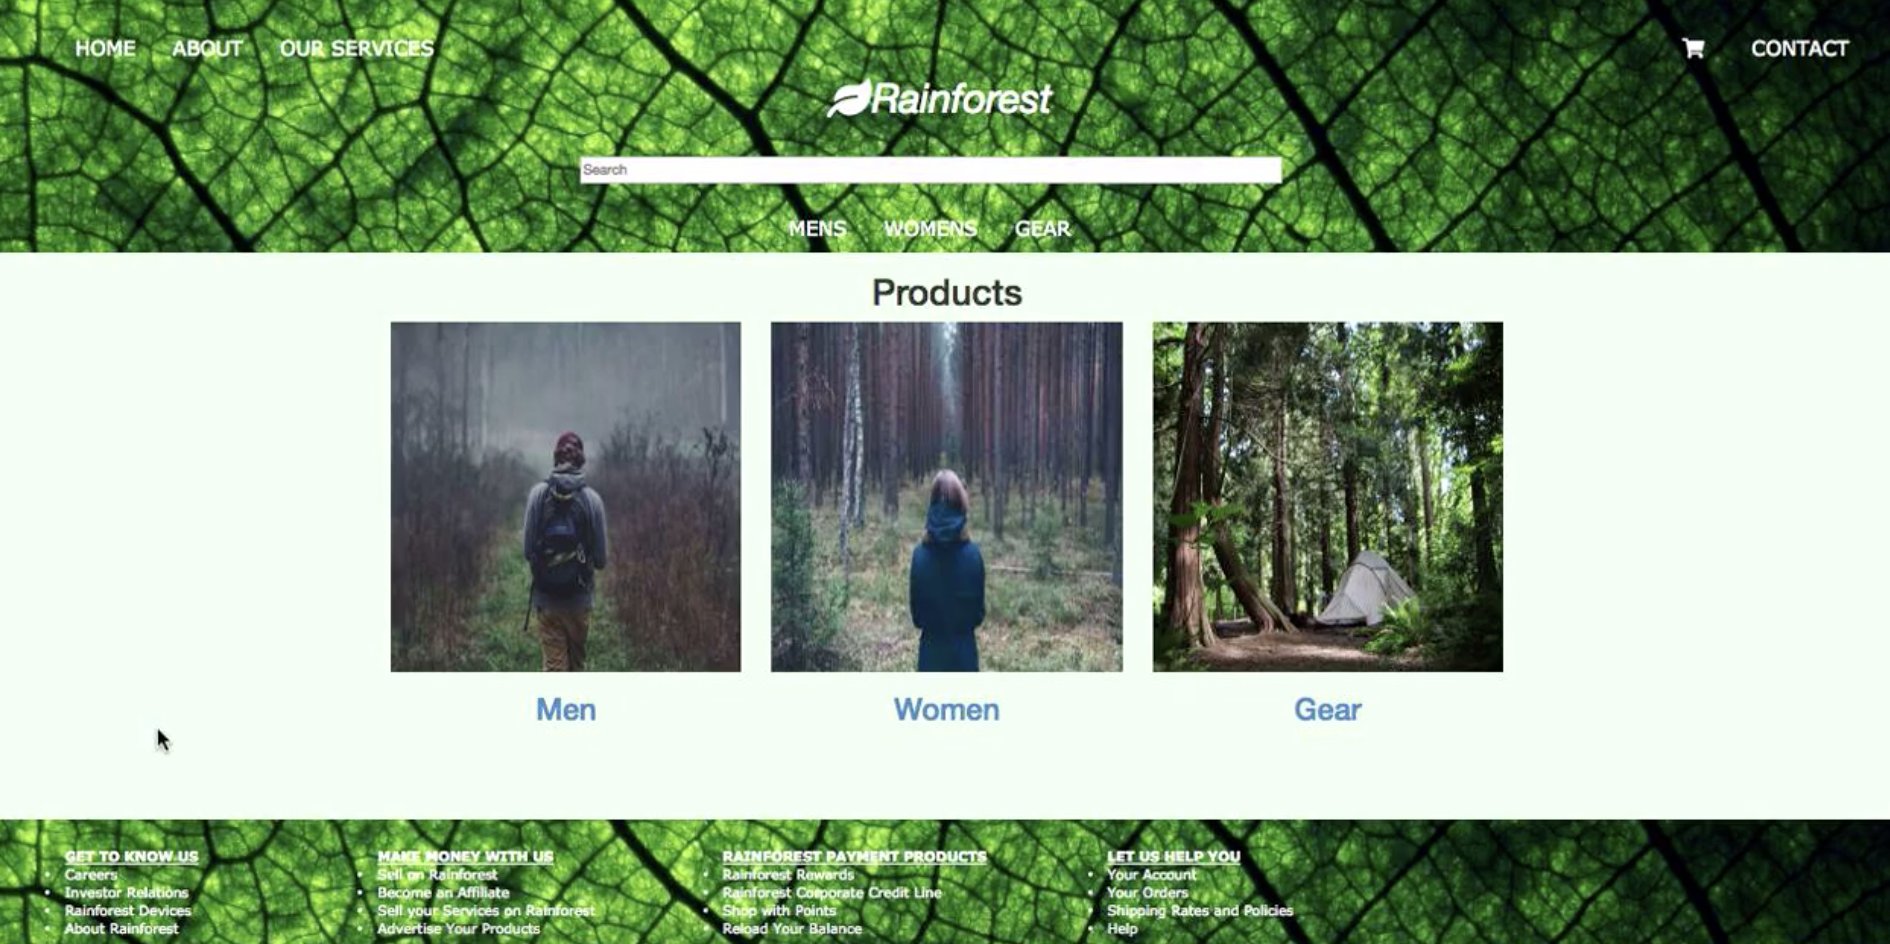 HOME ABOUT OUR SERVICES CONTACT
Rainforest
Search
MENS WOMENS GEAR
Products
Men Women Gear
GET TO KNOW US
Careers
Investor Relations
Rainforest Devices
About Rainforest
MAKE MONEY WITH US
Sell on Rainforest
Become an Affiliate
Sell your Services on Rainforest
Advertise Your Products
RAINFOREST PAYMENT PRODUCTS
Rainforest Rewards
Rainforest Corporate Credit Line
Shop with Points
Reload Your Balance
LET US HELP YOU
Your Account
Your Orders
Shipping Rates and Policies
Help